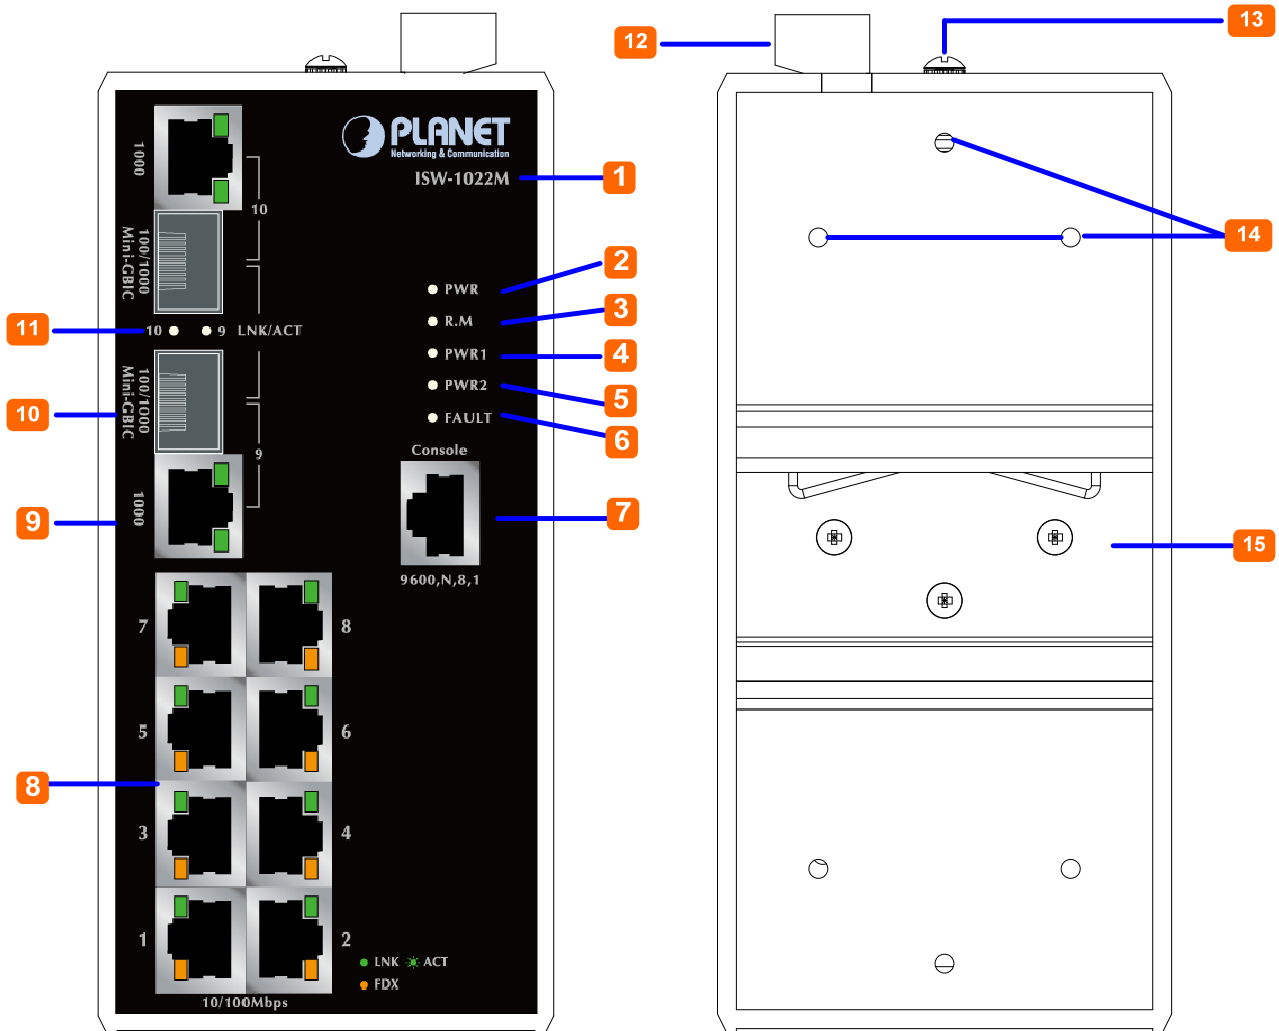 12
13
1000
PLANET
Networking & Communication
ISW-1022M
1
10
14
100/1000
Mini-GBIC
2
PWR
3
R.M
11
10
9
LNK/ACT
4
PWR1
5
PWR2
10
100/1000
Mini-GBIC
6
FAULT
9
Console
1000
9
7
15
9600,N,8,1
7
8
5
6
8
3
4
1
2
LNK
ACT
FDX
10/100Mbps